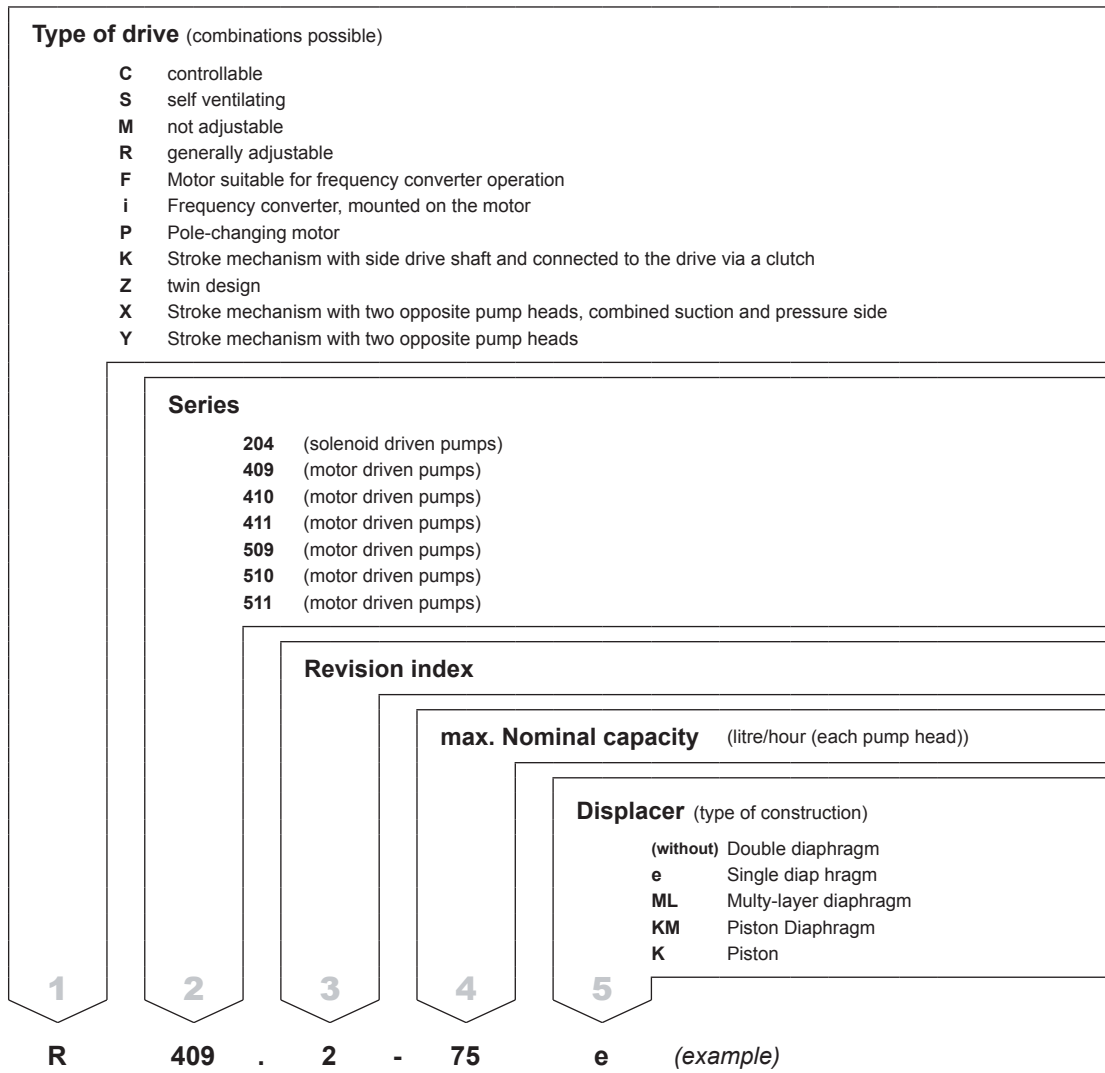 Type of drive (combinations possible)
C controllable
S self ventilating
M not adjustable
R generally adjustable
F Motor suitable for frequency converter operation
i Frequency converter, mounted on the motor
P Pole-changing motor
K Stroke mechanism with side drive shaft and connected to the drive via a clutch
Z twin design
X Stroke mechanism with two opposite pump heads, combined suction and pressure side
Y Stroke mechanism with two opposite pump heads
Series
204 (solenoid driven pumps)
409 (motor driven pumps)
410 (motor driven pumps)
411 (motor driven pumps)
509 (motor driven pumps)
510 (motor driven pumps)
511 (motor driven pumps)
Revision index
max. Nominal capacity (litre/hour (each pump head))
Displacer (type of construction)
(without) Double diaphragm
e Single diap hragm
ML Multy-layer diaphragm
KM Piston Diaphragm
K Piston
1 2 3 4 5
R 409 . 2 - 75 e (example)